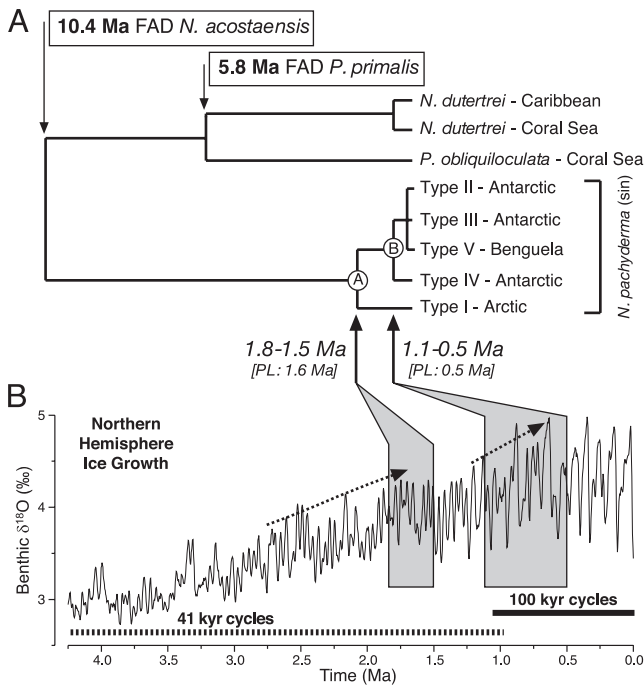 A
10.4 Ma FAD N. acostaensis
5.8 Ma FAD P. primalis
N. dutertrei - Caribbean
N. dutertrei - Coral Sea
P. obliquiloculata - Coral Sea
Type II - Antarctic
Type III - Antarctic
Type V - Benguela
Type IV - Antarctic
Type I - Arctic
N. pachyderma (sin)
A
B
1.8-1.5 Ma
[PL: 1.6 Ma]
1.1-0.5 Ma
[PL: 0.5 Ma]
B
Northern
Hemisphere
Ice Growth
Benthic δ18O (‰)
5
4
3
41 kyr cycles
100 kyr cycles
4.0 3.5 3.0 2.5 2.0 1.5 1.0 0.5 0.0
Time (Ma)